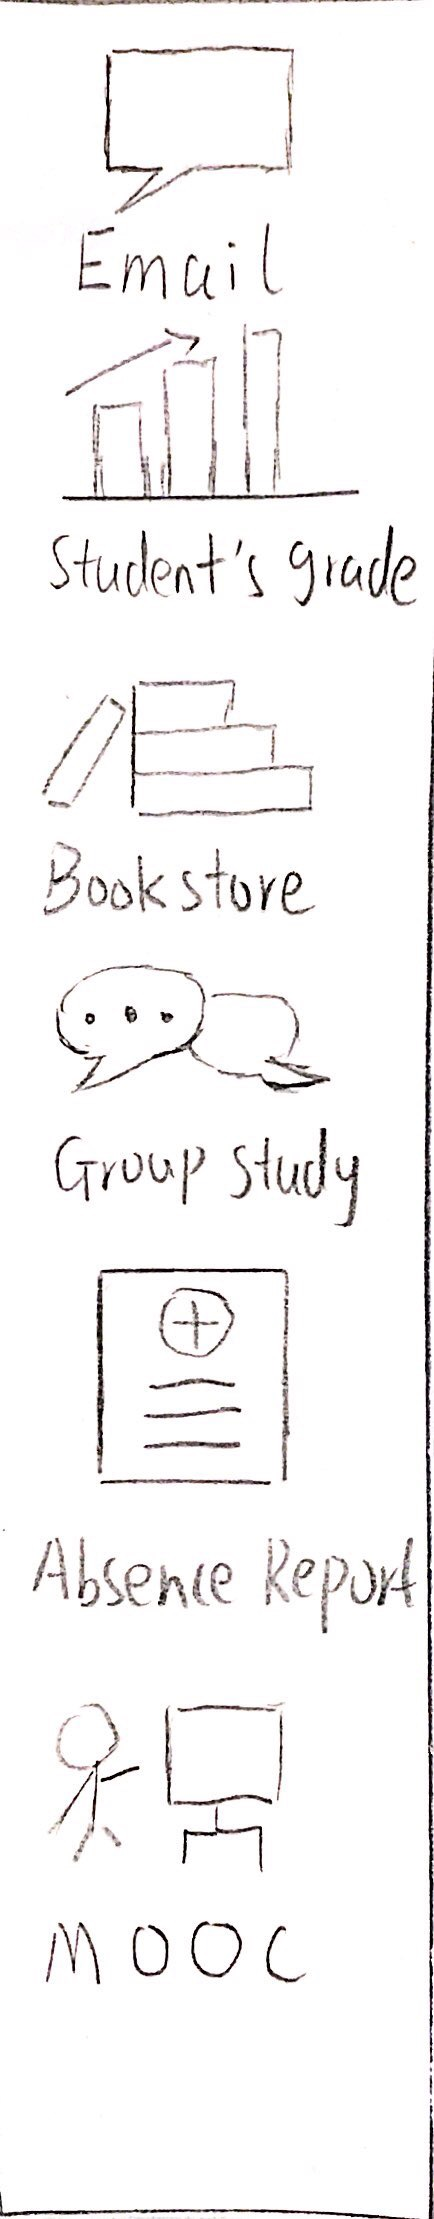 Email
Student's grade
Bookstore
Group study
Absence Report
MOOC